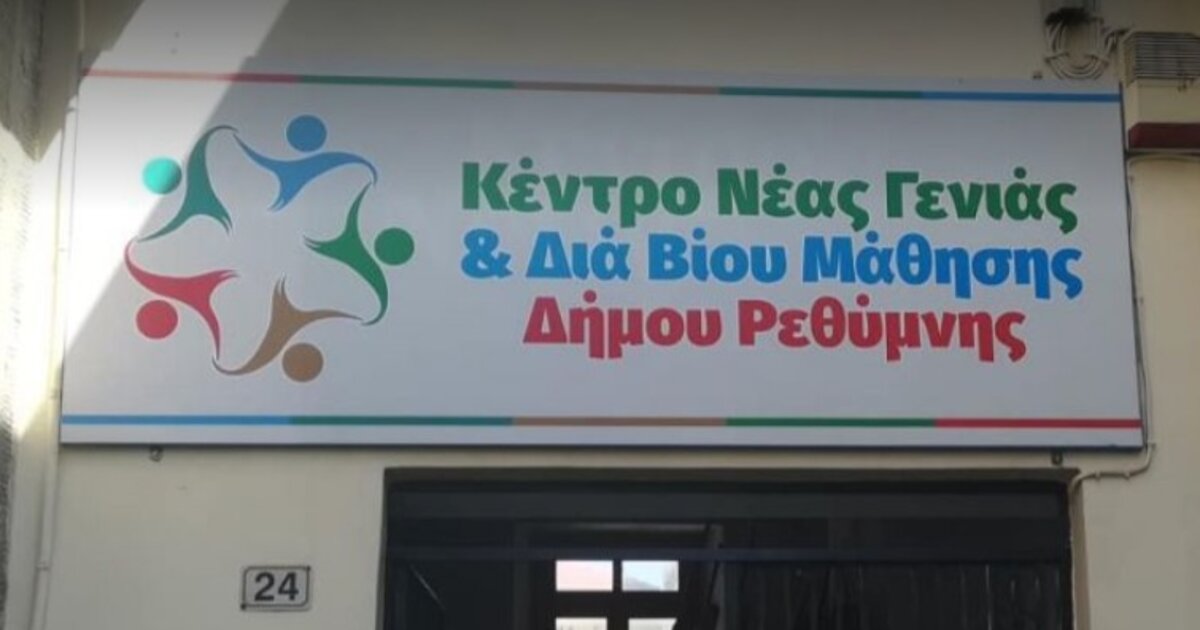 Κέντρο Νέας Γενιάς
& Διά Βίου Μάθησης
Δήμου Ρεθύμνης
24